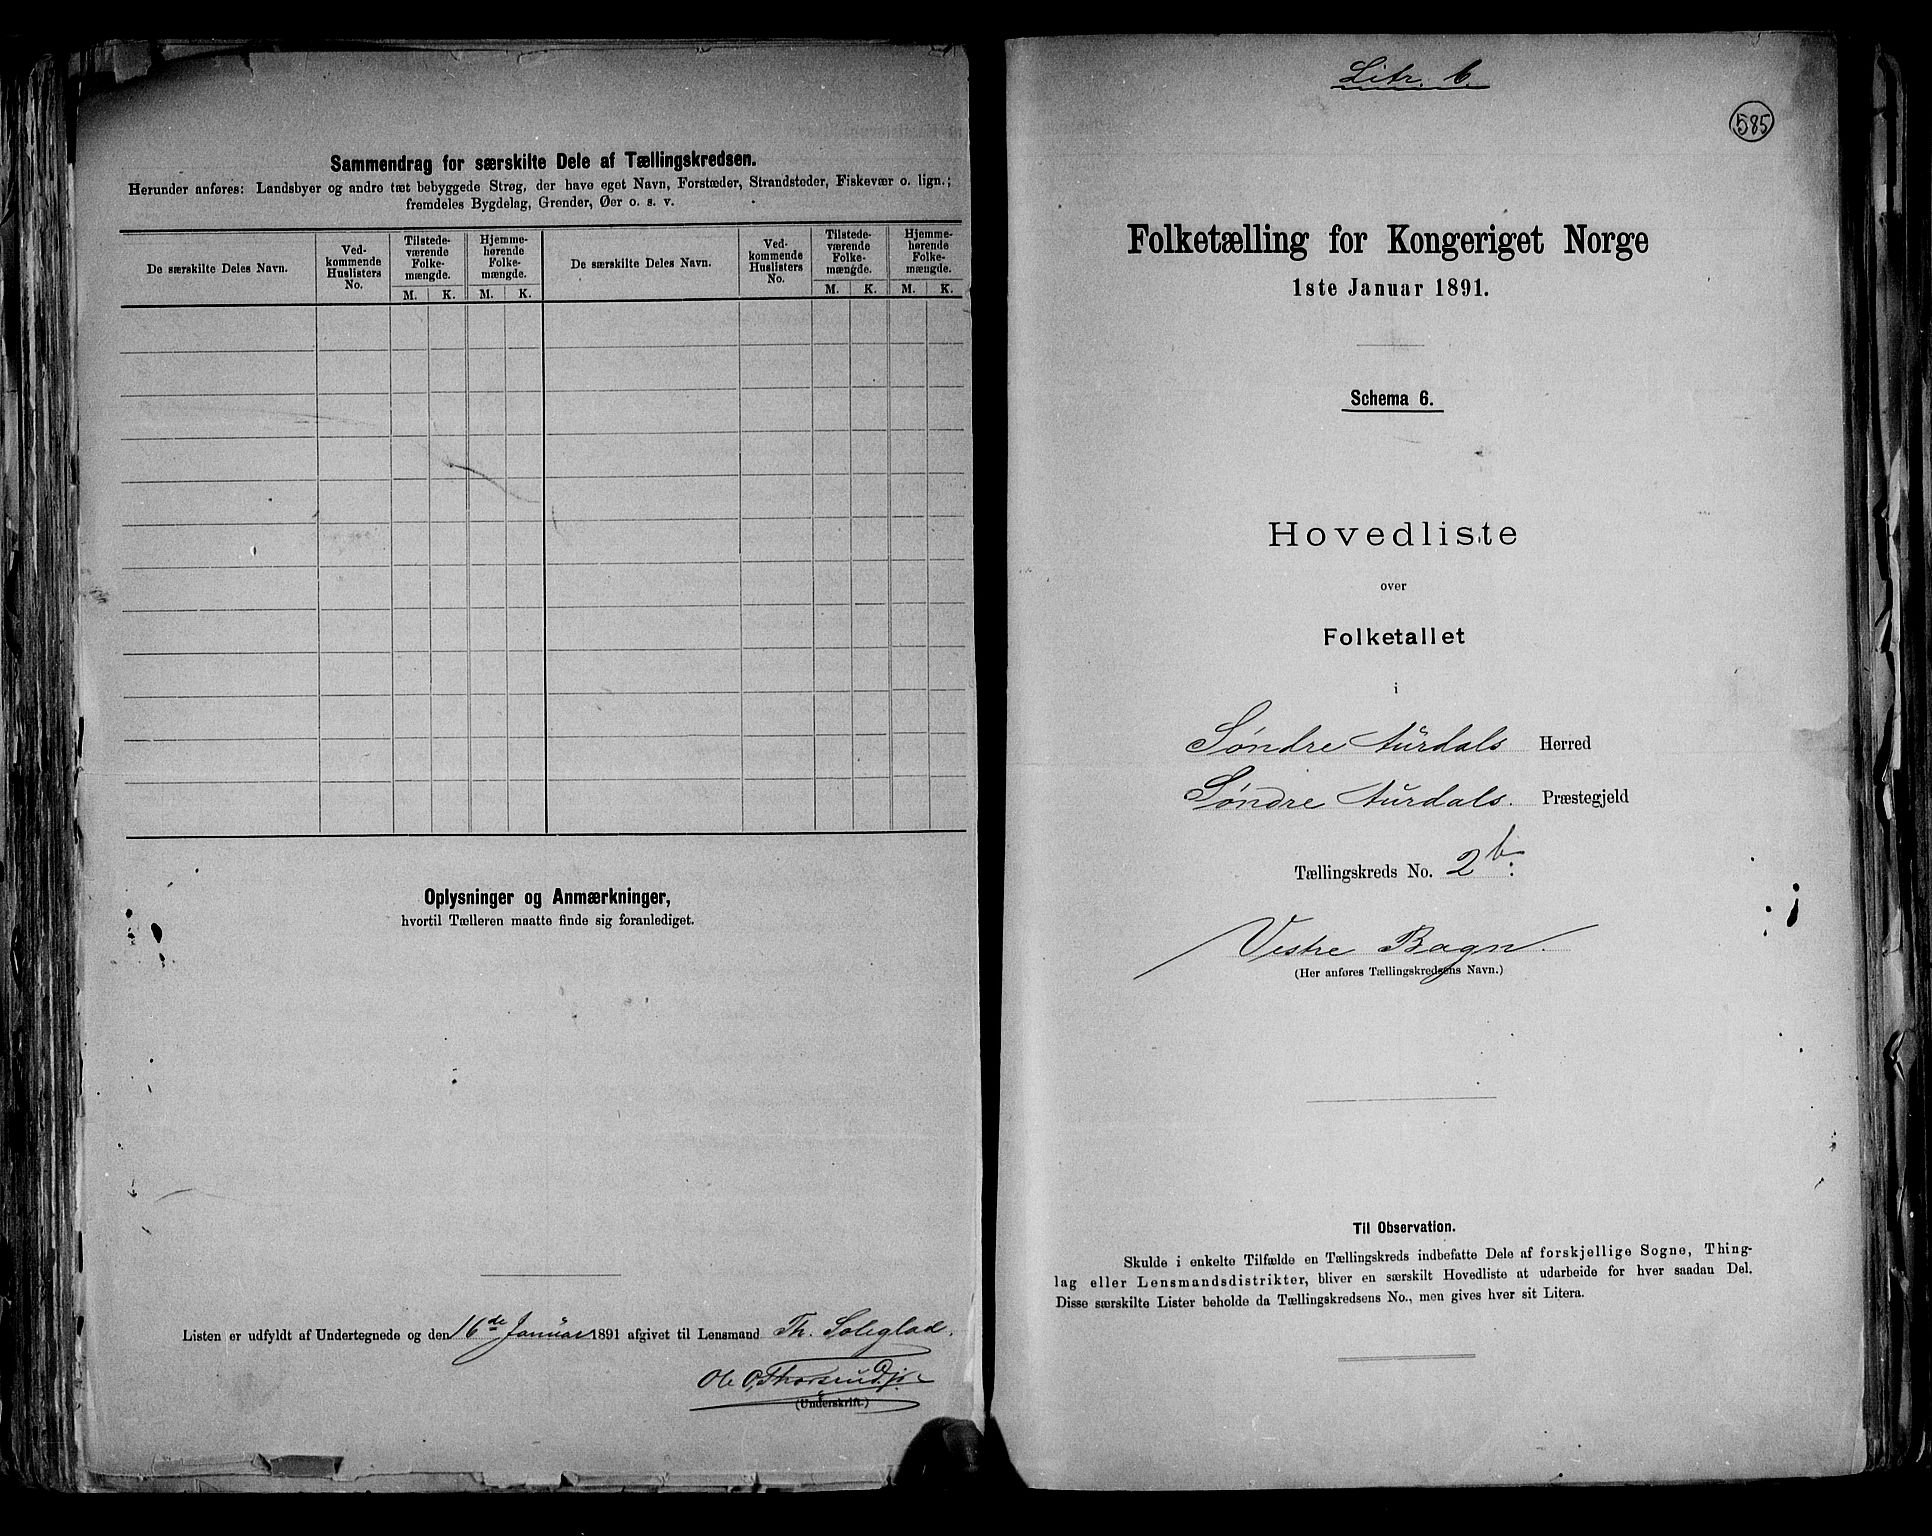 Sammendrag for særskilte Dele af Tællingskredsen.
Herunder anføres: Landsbyer og andre tæt bebyggede Strøg, der have eget Navn, Forstæder, Strandsteder, Fiskevær o. lign.;
fremdeles Bygdelag, Grender, Øer o. s. v.
De særskilte Deles Navn.
Ved-
kommende
Huslisters
No.
Tilstede-
værende
Folke-
mængde.
Hjemme-
hørende
Folke-
mængde.
De særskilte Deles Navn.
Ved-
kommende
Huslisters
No.
Tilstede-
værende
Folke-
mængde.
Hjemme-
hørende
Folke-
mængde.
M. K. M. K. M. K. M. K.
Oplysninger og Anmærkninger,
hvortil Tælleren maatte finde sig foranlediget.
Listen er udfyldt af Undertegnede og den 16de Januar 1891 afgivet til Lensmand Th. Soleglad.
Ole O. Thorsrud
(Underskrift.)
Litr. b.
585
Folketælling for Kongeriget Norge
1ste Januar 1891.
Schema 6.
Hovedliste
over
Folketallet
i
Søndre Aurdals Herred
Søndre Aurdals. Præstegjeld
Tællingskreds No. 2b.
Vestre Bagn.
(Her anføres Tællingskredsens Navn.)
Til Observation.
Skulde i enkelte Tilfælde en Tællingskreds indbefatte Dele af forskjellige Sogne, Thing-
lag eller Lensmandsdistrikter, bliver en særskilt Hovedliste at udarbeide for hver saadan Del.
Disse særskilte Lister beholde da Tællingskredsens No., men gives hver sit Litera.